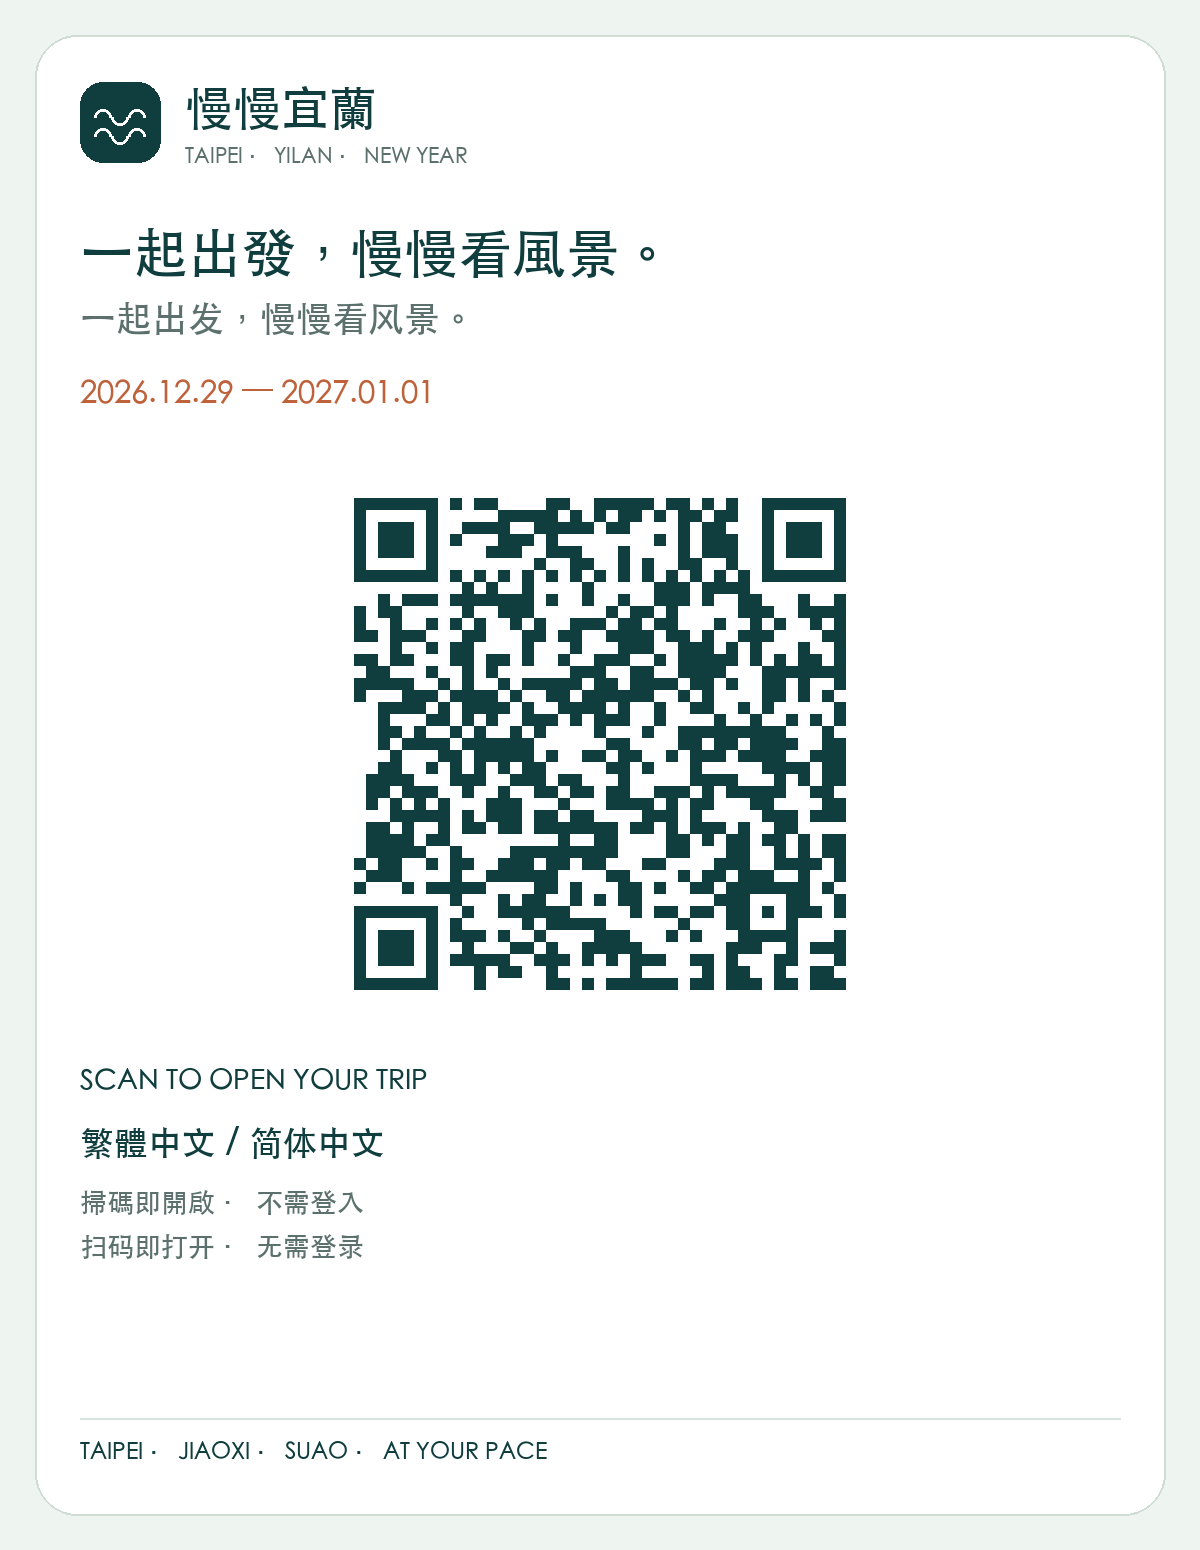 慢慢宜蘭
TAIPEI · YILAN · NEW YEAR
一起出發，慢慢看風景。
一起出发，慢慢看风景。
2026.12.29 — 2027.01.01
SCAN TO OPEN YOUR TRIP
繁體中文 / 简体中文
掃碼即開啟 · 不需登入
扫码即打开 · 无需登录
TAIPEI · JIAOXI · SUAO · AT YOUR PACE